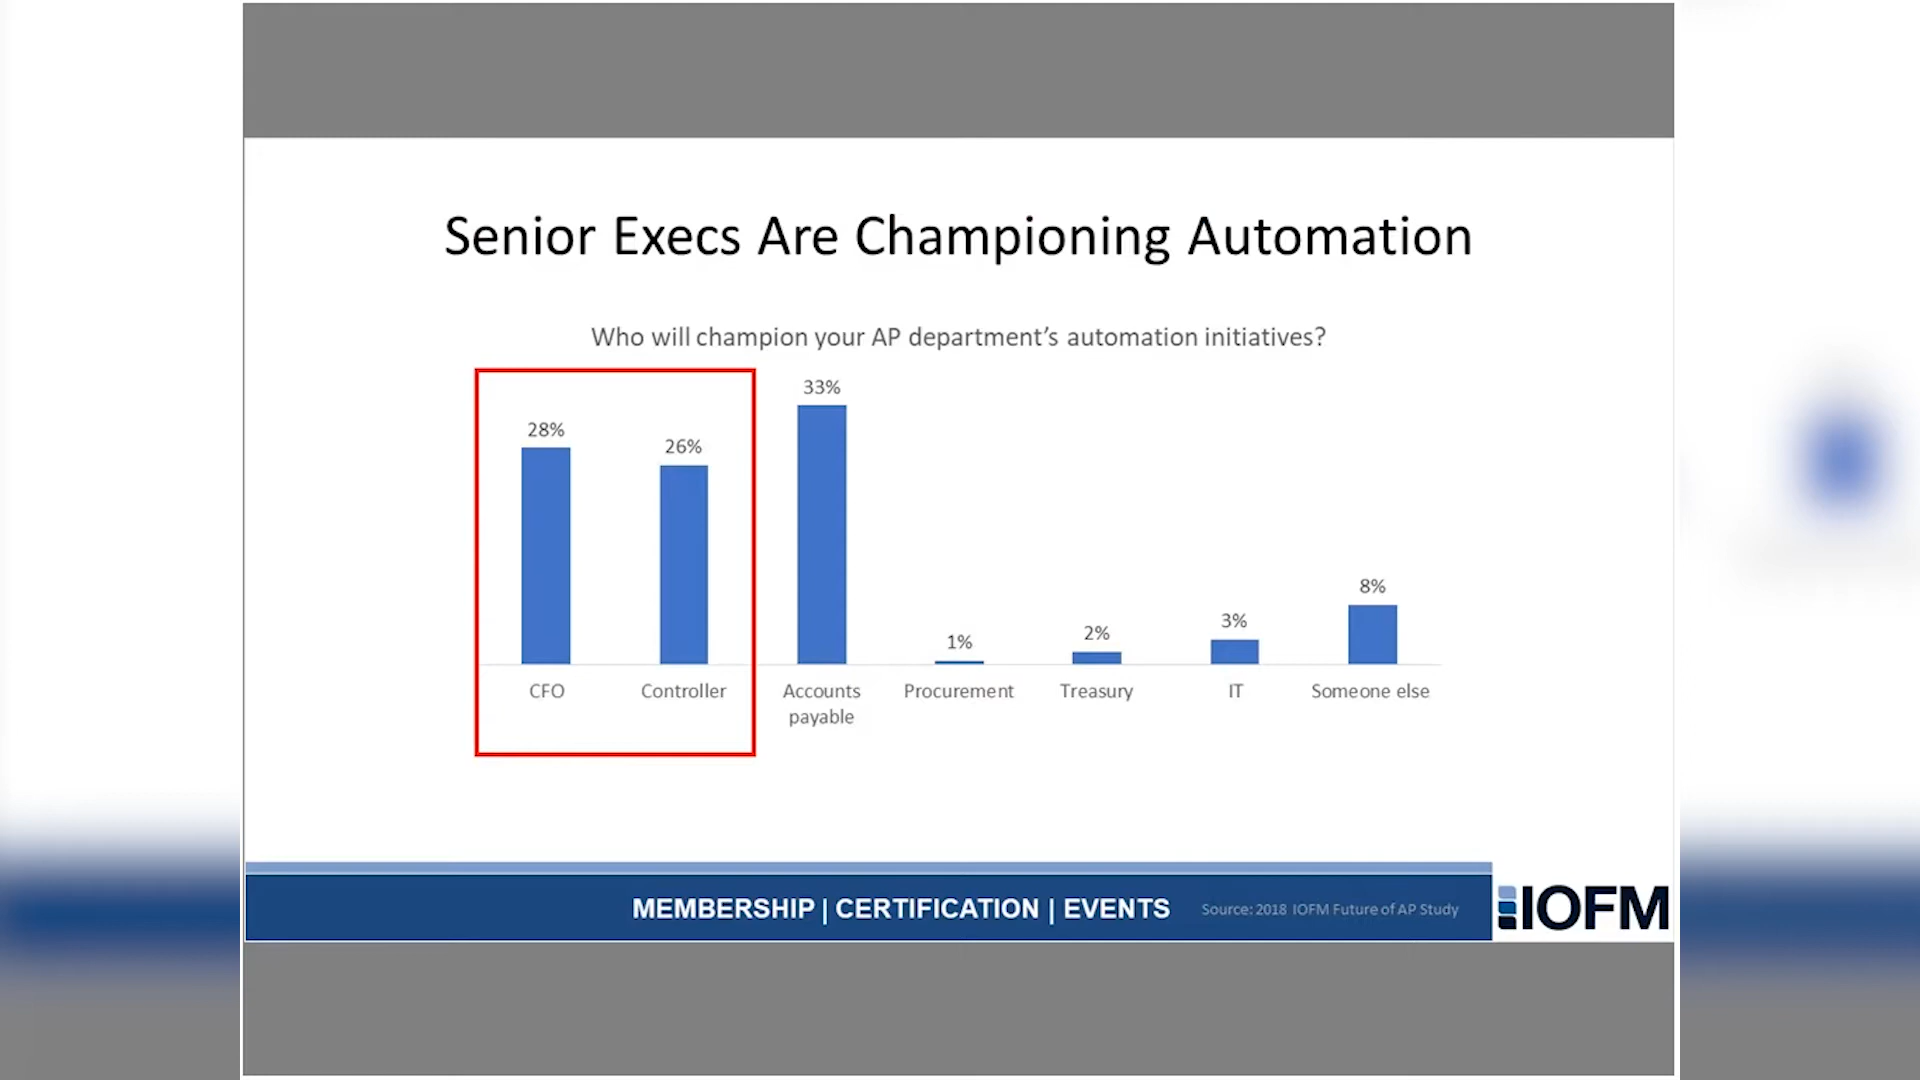 Senior Execs Are Championing Automation
Who will champion your AP department’s automation initiatives?
33%
28%
26%
8%
3%
2%
1%
CFO
Controller
Accounts
payable
Procurement
Treasury
IT
Someone else
MEMBERSHIP | CERTIFICATION | EVENTS
Source: 2018 IOFM Future of AP Study
IOFM